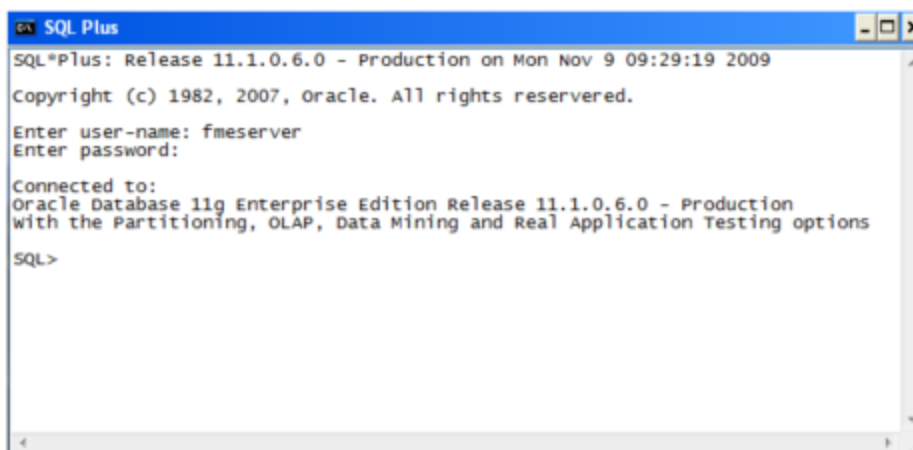 SQL Plus
SQL*Plus: Release 11.1.0.6.0 - Production on Mon Nov 9 09:29:19 2009
Copyright (c) 1982, 2007, Oracle. All rights reservered.
Enter user-name: fmeserver
Enter password:
Connected to:
Oracle Database 11g Enterprise Edition Release 11.1.0.6.0 - Production
With the Partitioning, OLAP, Data Mining and Real Application Testing options
SQL>